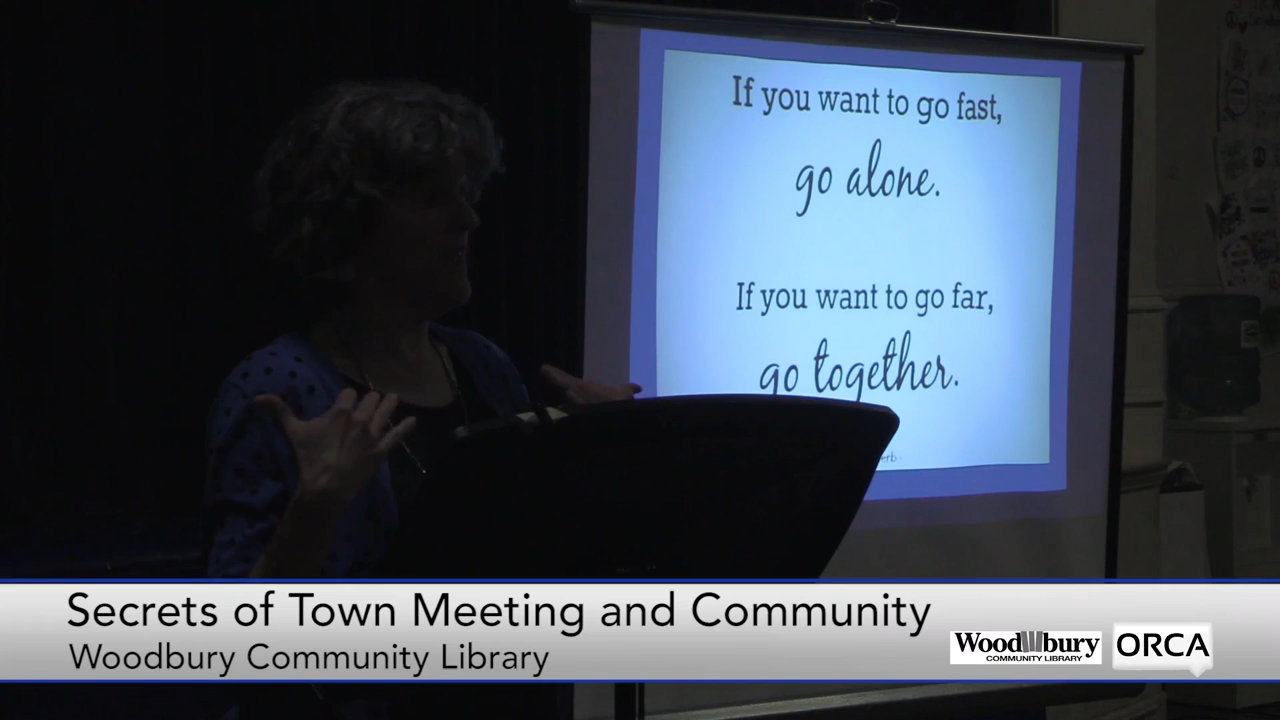 If you want to go fast,
go alone.
If you want to go far,
go together.
Secrets of Town Meeting and Community
Woodbury Community Library
Woodbury
COMMUNITY LIBRARY
ORCA